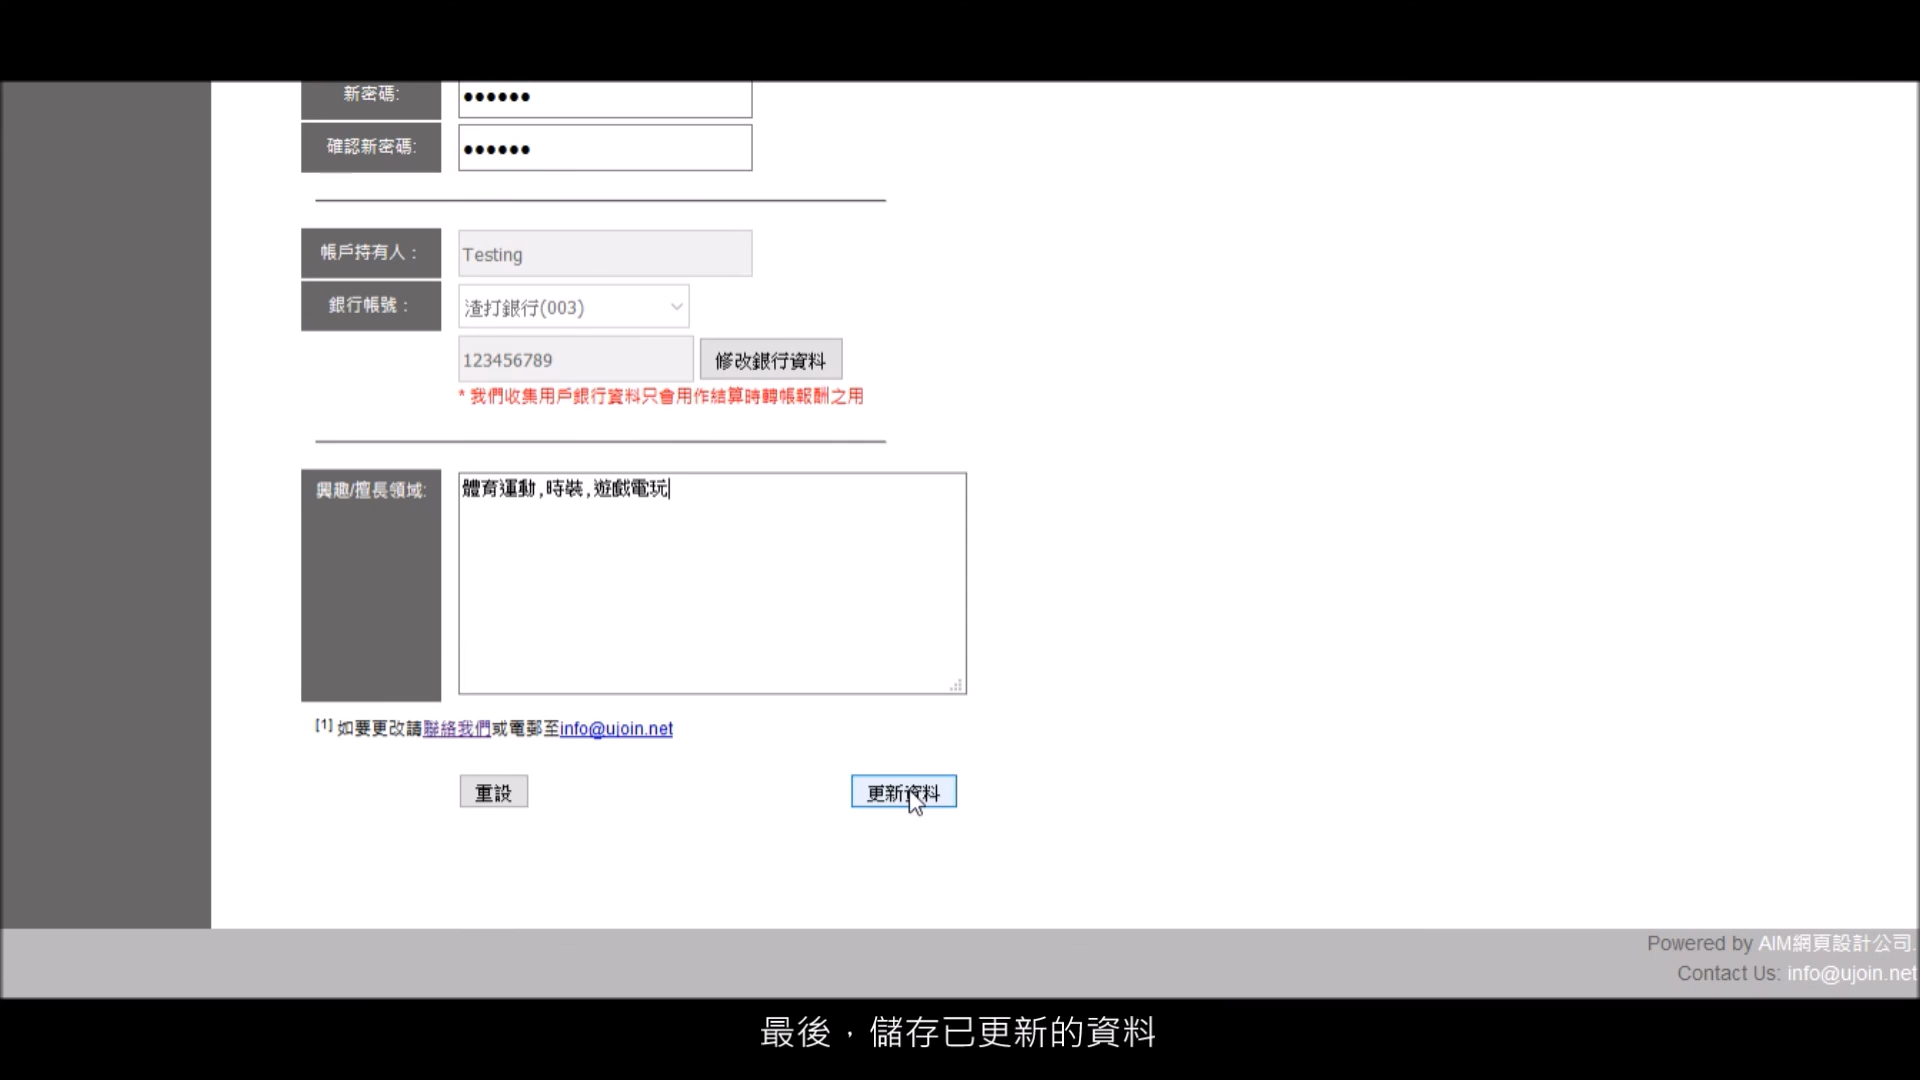 新密碼:
••••••
確認新密碼:
••••••
帳戶持有人：
Testing
銀行帳號：
渣打銀行(003)
123456789
修改銀行資料
* 我們收集用戶銀行資料只會用作結算時轉帳報酬之用
興趣/擅長領域:
體育運動,時裝,遊戲電玩
[1] 如要更改請聯絡我們或電郵至info@ujoin.net
重設
更新資料
Powered by AIM網頁設計公司.
Contact Us: info@ujoin.net
最後，儲存已更新的資料